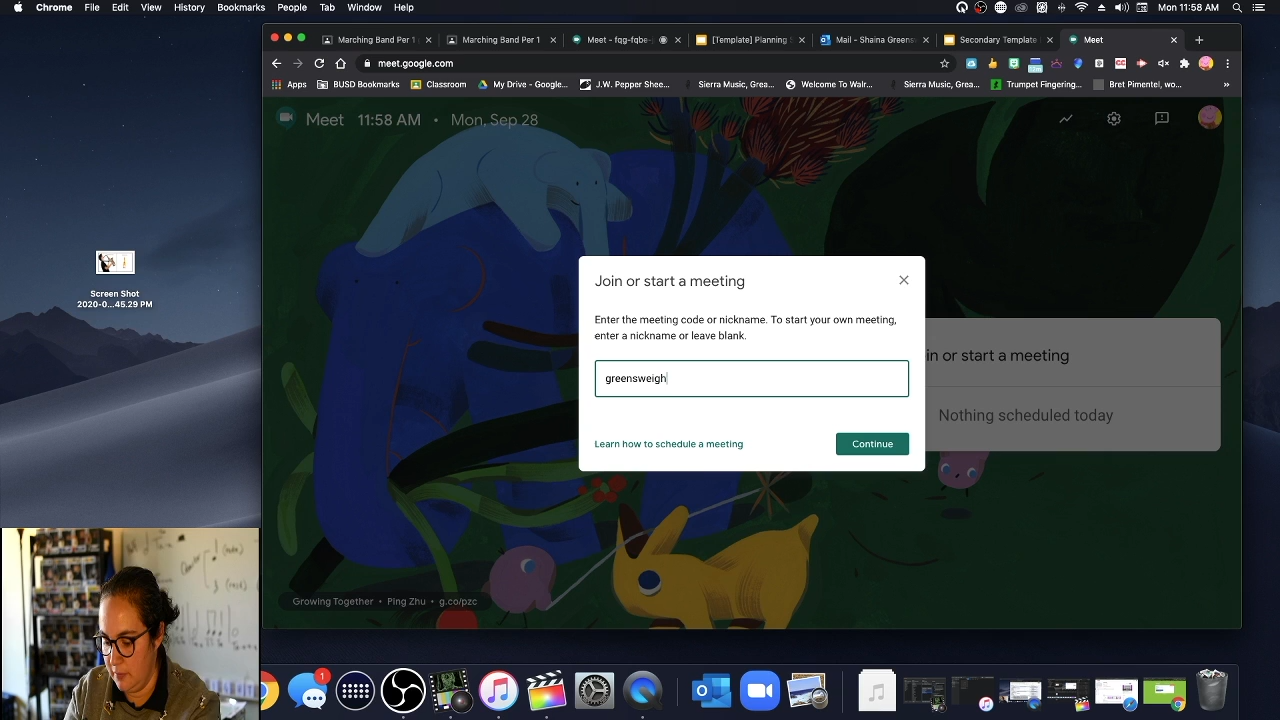 Chrome File Edit View History Bookmarks People Tab Window Help Mon 11:58 AM
Marching Band Per 1 Marching Band Per 1 Meet - fqg-fqbe- [Template] Planning Mail - Shaina Greens Secondary Template Meet
meet.google.com
Apps BUSD Bookmarks Classroom My Drive - Google... J.W. Pepper Shee... Sierra Music, Grea... Welcome To Walr... Sierra Music, Grea... Trumpet Fingering... Bret Pimentel, wo... »
Meet 11:58 AM • Mon, Sep 28
Screen Shot
2020-0...45.29 PM
Join or start a meeting
Enter the meeting code or nickname. To start your own meeting,
enter a nickname or leave blank.
greensweigh
Learn how to schedule a meeting Continue
in or start a meeting
Nothing scheduled today
Growing Together • Ping Zhu • g.co/pzc
1